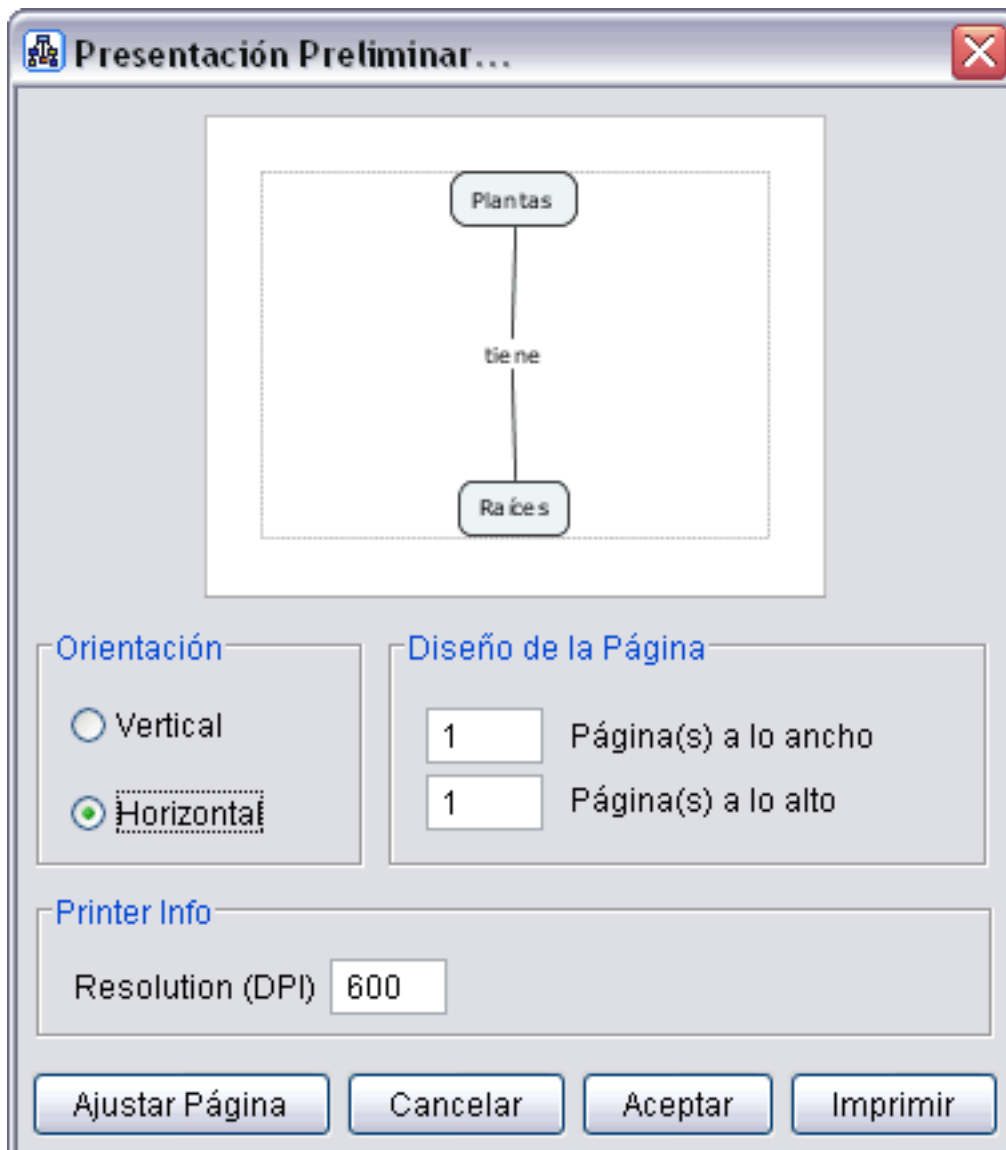 Presentación Preliminar...
Plantas
tiene
Raíces
Orientación
Vertical
Horizontal
Diseño de la Página
1 Página(s) a lo ancho
1 Página(s) a lo alto
Printer Info
Resolution (DPI) 600
Ajustar Página Cancelar Aceptar Imprimir